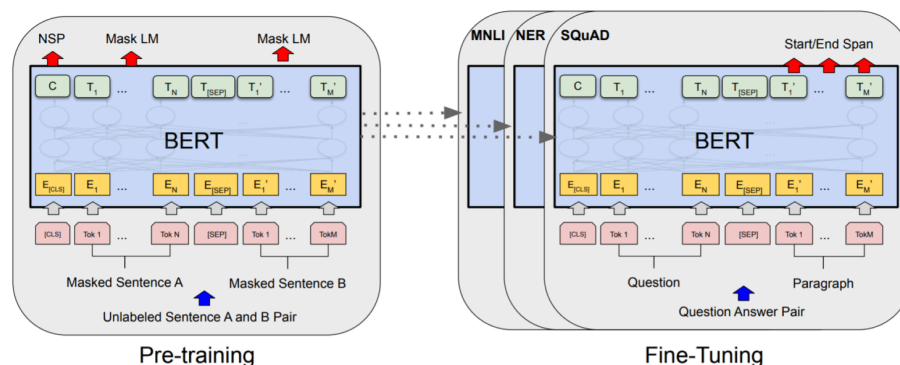 NSP Mask LM Mask LM
C T1 ... TN T[SEP] T1' ... TM'
BERT
E[CLS] E1 ... EN E[SEP] E1' ... EM'
[CLS] Tok 1 ... Tok N [SEP] Tok 1 ... TokM
Masked Sentence A Masked Sentence B
Unlabeled Sentence A and B Pair
Pre-training
MNLI NER SQuAD
Start/End Span
C T1 ... TN T[SEP] T1' ... TM'
BERT
E[CLS] E1 ... EN E[SEP] E1' ... EM'
[CLS] Tok 1 ... Tok N [SEP] Tok 1 ... TokM
Question Paragraph
Question Answer Pair
Fine-Tuning